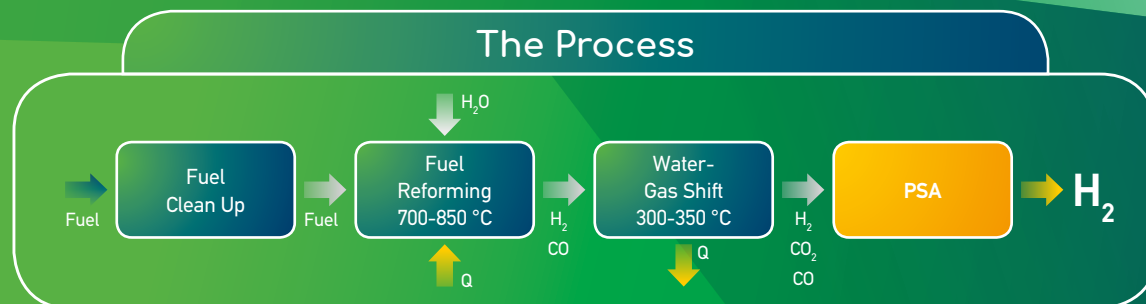 The Process
H₂O
Fuel
Fuel
Clean Up
Fuel
Fuel
Reforming
700-850 °C
Q
H₂
CO
Water-
Gas Shift
300-350 °C
Q
H₂
CO₂
CO
PSA
H₂